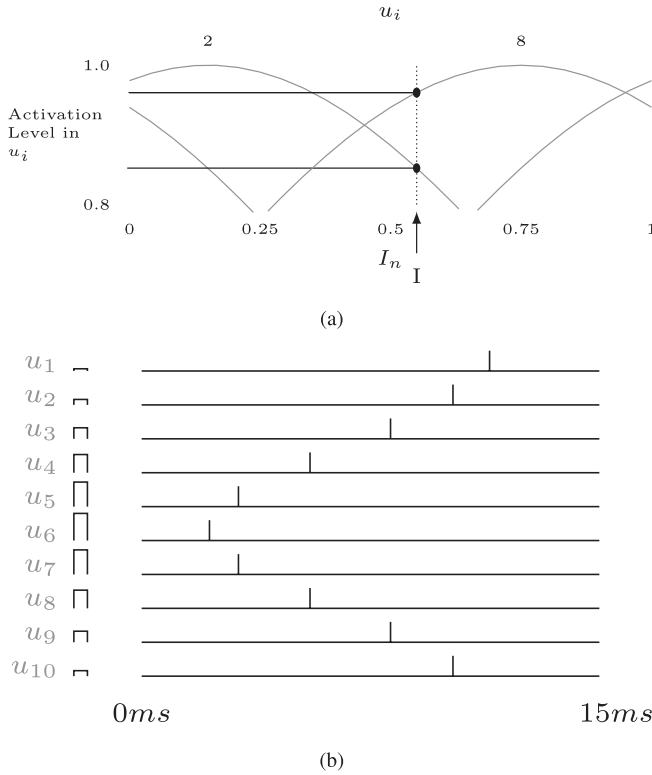 u_i
2 8
1.0
Activation
Level in
u_i
0.8
0 0.25 0.5 0.75 1
I_n
I
(a)
u_1
u_2
u_3
u_4
u_5
u_6
u_7
u_8
u_9
u_10
0ms 15ms
(b)